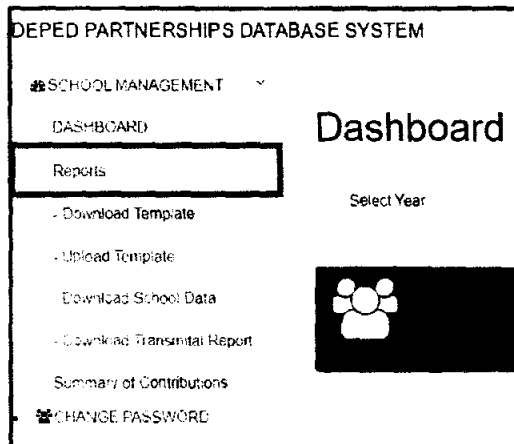 DEPED PARTNERSHIPS DATABASE SYSTEM
SCHOOL MANAGEMENT
DASHBOARD
Dashboard
Reports
Select Year
- Download Template
- Upload Template
Download School Data
- Download Transmittal Report
Summary of Contributions
CHANGE PASSWORD